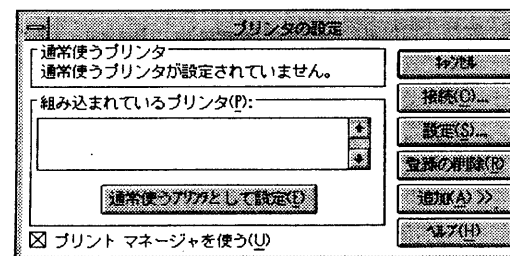 プリンタの設定
通常使うプリンタ
通常使うプリンタが設定されていません。
組み込まれているプリンタ(P):
通常使うプリンタとして設定(E)
プリント マネージャを使う(U)
キャンセル
接続(C)...
設定(S)...
登録の削除(R)
追加(A) >>
ヘルプ(H)